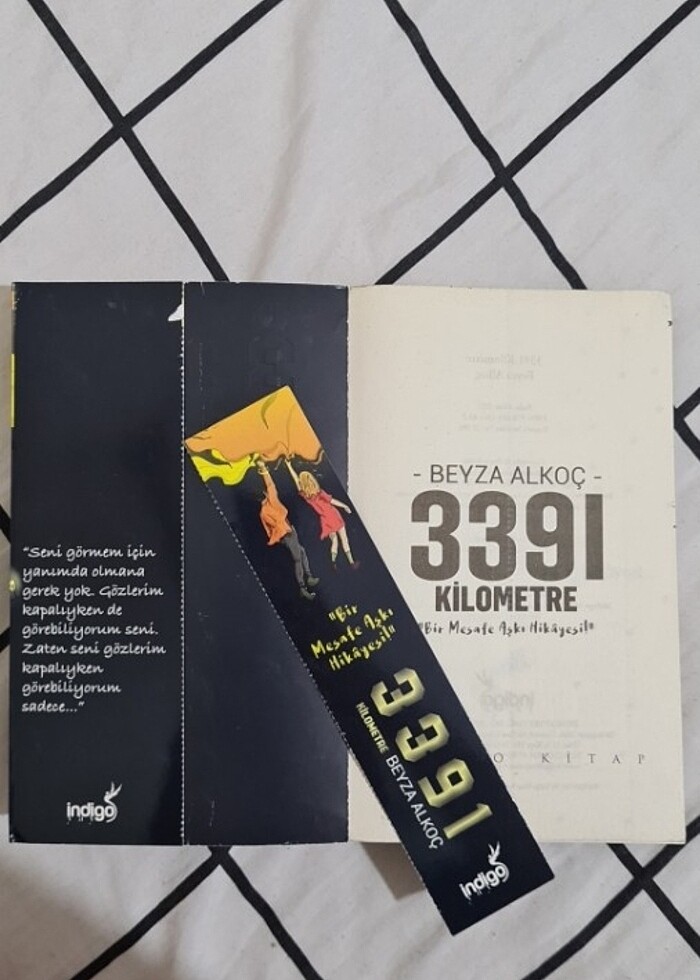 "Seni görmem için
yanımda olmana
gerek yok. Gözlerim
kapalıyken de
görebiliyorum seni.
Zaten seni gözlerim
kapalıyken
görebiliyorum
sadece..."
indigo
"Bir
Mesafe Aşkı
Hikâyesi!"
3391
KİLOMETRE
BEYZA ALKOÇ
indigo
- BEYZA ALKOÇ -
3391
KİLOMETRE
"Bir Mesafe Aşkı Hikâyesi!"
O KİTAP